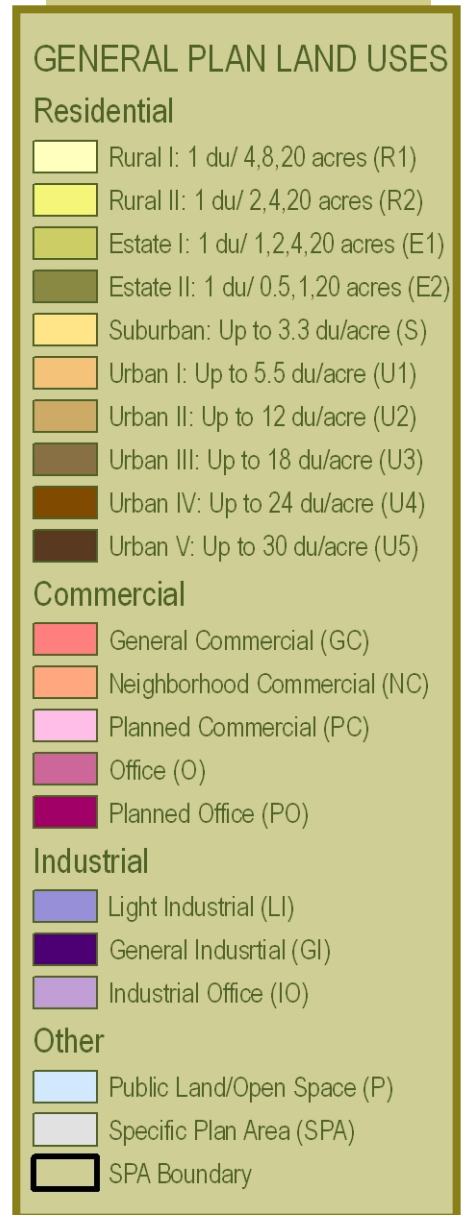 GENERAL PLAN LAND USES
Residential
Rural I: 1 du/ 4,8,20 acres (R1)
Rural II: 1 du/ 2,4,20 acres (R2)
Estate I: 1 du/ 1,2,4,20 acres (E1)
Estate II: 1 du/ 0.5,1,20 acres (E2)
Suburban: Up to 3.3 du/acre (S)
Urban I: Up to 5.5 du/acre (U1)
Urban II: Up to 12 du/acre (U2)
Urban III: Up to 18 du/acre (U3)
Urban IV: Up to 24 du/acre (U4)
Urban V: Up to 30 du/acre (U5)
Commercial
General Commercial (GC)
Neighborhood Commercial (NC)
Planned Commercial (PC)
Office (O)
Planned Office (PO)
Industrial
Light Industrial (LI)
General Indusrtial (GI)
Industrial Office (IO)
Other
Public Land/Open Space (P)
Specific Plan Area (SPA)
SPA Boundary